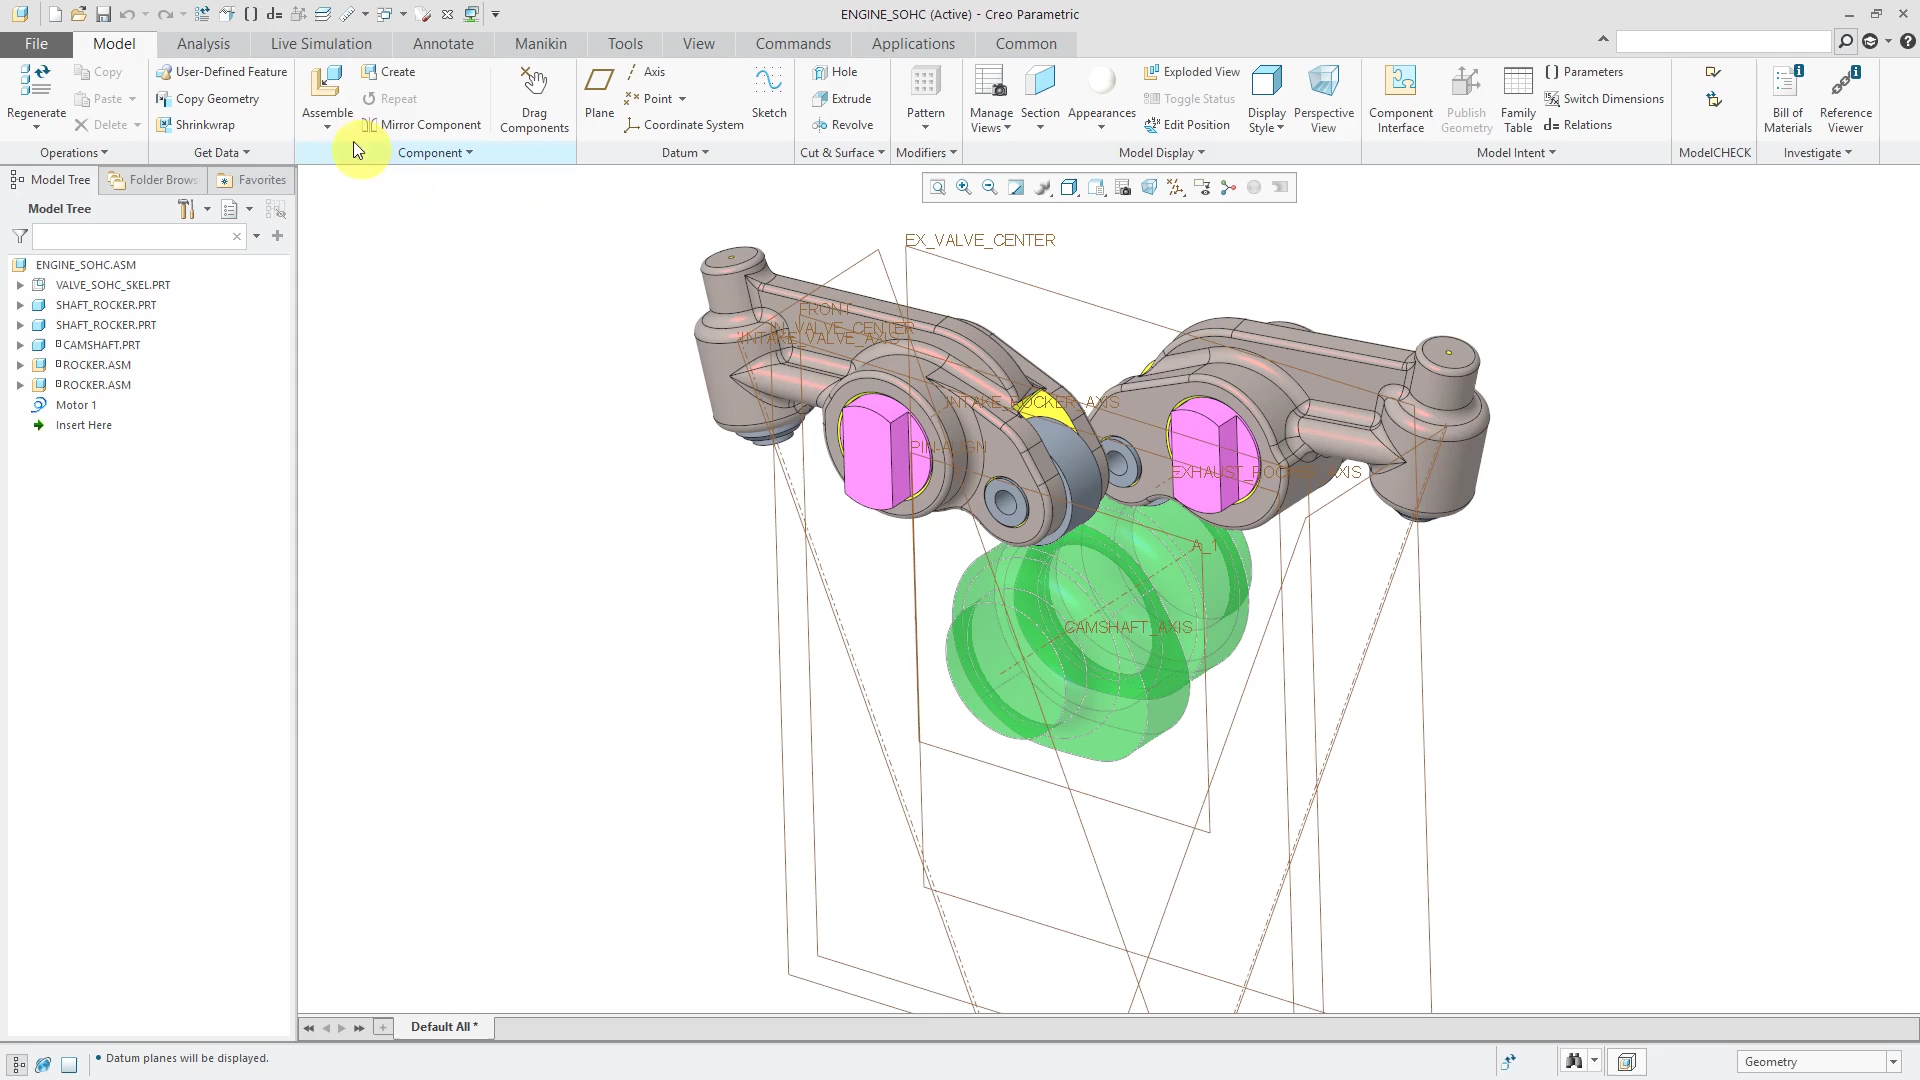 ENGINE_SOHC (Active) - Creo Parametric
File
Model
Analysis
Live Simulation
Annotate
Manikin
Tools
View
Commands
Applications
Common
Regenerate
Copy
Paste
Delete
Operations
User-Defined Feature
Copy Geometry
Shrinkwrap
Get Data
Assemble
Create
Repeat
Mirror Component
Component
Drag Components
Plane
Axis
Point
Coordinate System
Datum
Sketch
Hole
Extrude
Revolve
Cut & Surface
Pattern
Modifiers
Manage Views
Section
Appearances
Exploded View
Toggle Status
Edit Position
Display Style
Perspective View
Model Display
Component Interface
Publish Geometry
Family Table
Parameters
Switch Dimensions
d= Relations
Model Intent
ModelCHECK
Bill of Materials
Reference Viewer
Investigate
Model Tree
Folder Brows
Favorites
Model Tree
ENGINE_SOHC.ASM
VALVE_SOHC_SKEL.PRT
SHAFT_ROCKER.PRT
SHAFT_ROCKER.PRT
CAMSHAFT.PRT
ROCKER.ASM
ROCKER.ASM
Motor 1
Insert Here
EX_VALVE_CENTER
FRONT
IN_VALVE_CENTER
INTAKE_VALVE_AXIS
INTAKE_ROCKER_AXIS
PIN-ALIGN
EXHAUST_ROCKER_AXIS
A_1
CAMSHAFT_AXIS
Default All *
• Datum planes will be displayed.
Geometry